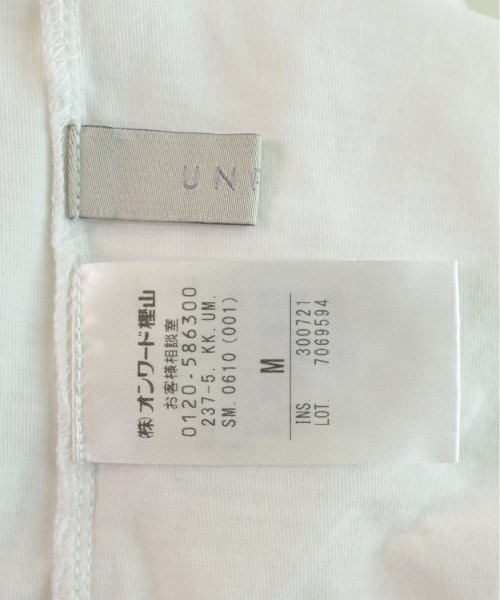 UN
㈱オンワード樫山
お客様相談室
0120-586300
237-5. KK. UM.
SM. 0610 (001)
M
INS 300721
LOT. 7069594